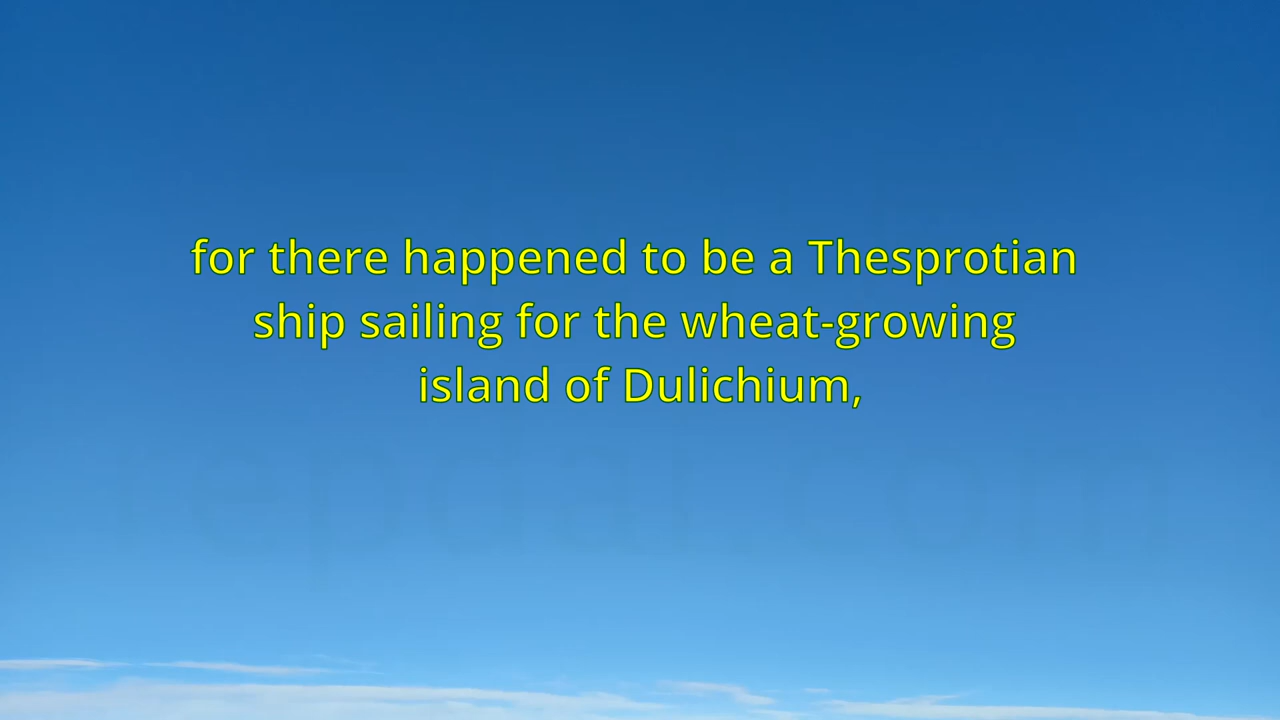 for there happened to be a Thesprotian
ship sailing for the wheat-growing
island of Dulichium,